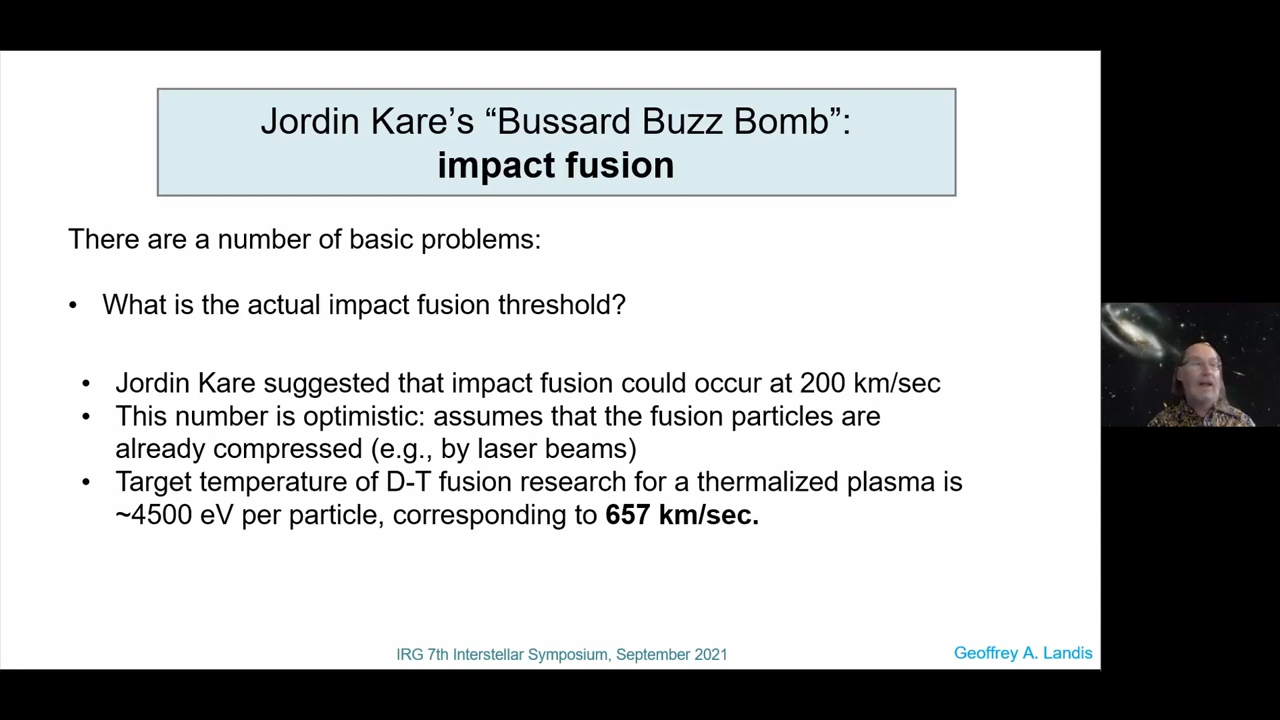 Jordin Kare’s “Bussard Buzz Bomb”:
impact fusion
There are a number of basic problems:
• What is the actual impact fusion threshold?
• Jordin Kare suggested that impact fusion could occur at 200 km/sec
• This number is optimistic: assumes that the fusion particles are
already compressed (e.g., by laser beams)
• Target temperature of D-T fusion research for a thermalized plasma is
~4500 eV per particle, corresponding to 657 km/sec.
IRG 7th Interstellar Symposium, September 2021
Geoffrey A. Landis